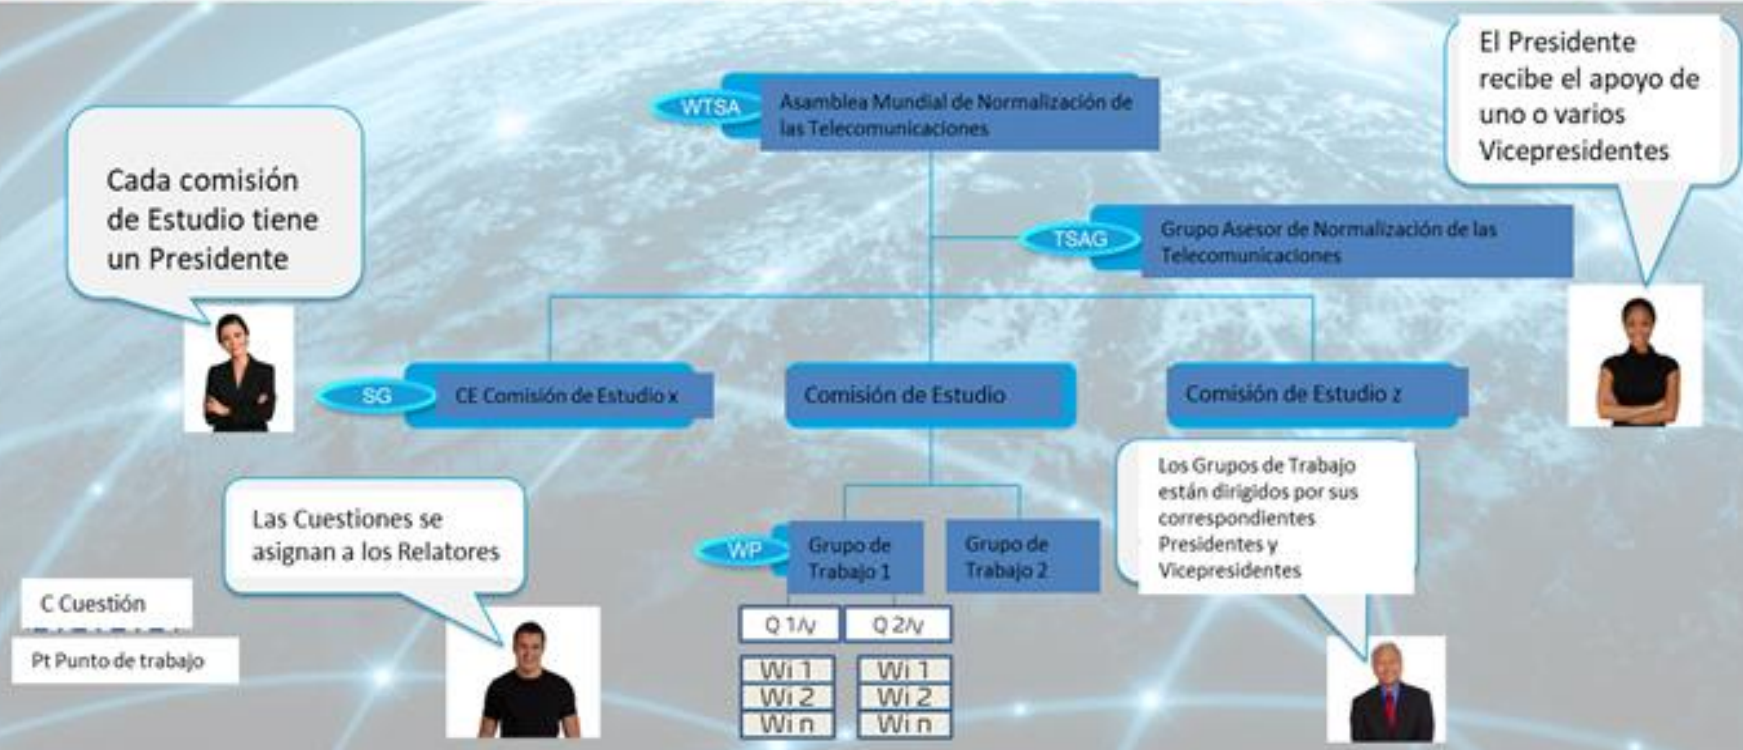 El Presidente
recibe el apoyo de
uno o varios
Vicepresidentes
WTSA
Asamblea Mundial de Normalización de
las Telecomunicaciones
Cada comisión
de Estudio tiene
un Presidente
TSAG
Grupo Asesor de Normalización de las
Telecomunicaciones
SG
CE Comisión de Estudio x
Comisión de Estudio
Comisión de Estudio z
Los Grupos de Trabajo
están dirigidos por sus
correspondientes
Presidentes y
Vicepresidentes
Las Cuestiones se
asignan a los Relatores
WP
Grupo de
Trabajo 1
Grupo de
Trabajo 2
C Cuestión
Pt Punto de trabajo
Q 1/y
Q 2/y
Wi 1
Wi 2
Wi n
Wi 1
Wi 2
Wi n